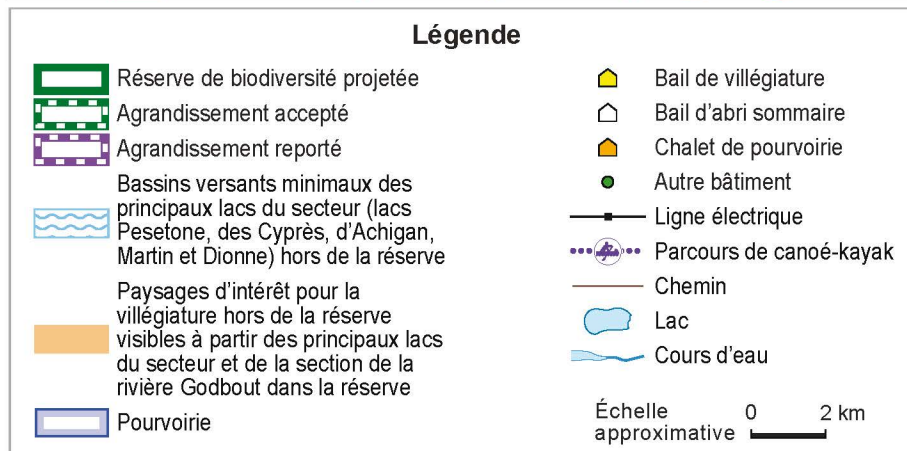 Légende
Réserve de biodiversité projetée
Agrandissement accepté
Agrandissement reporté
Bassins versants minimaux des
principaux lacs du secteur (lacs
Pesetone, des Cyprès, d'Achigan,
Martin et Dionne) hors de la réserve
Paysages d'intérêt pour la
villégiature hors de la réserve
visibles à partir des principaux lacs
du secteur et de la section de la
rivière Godbout dans la réserve
Pourvoirie
Bail de villégiature
Bail d'abri sommaire
Chalet de pourvoirie
Autre bâtiment
Ligne électrique
Parcours de canoé-kayak
Chemin
Lac
Cours d'eau
Échelle 0 2 km
approximative